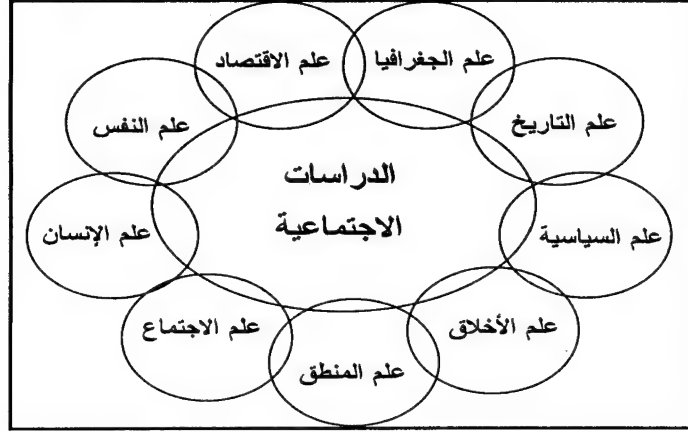 علم الجغرافيا
علم الاقتصاد
علم التاريخ
علم النفس
الدراسات
الاجتماعية
علم السياسية
علم الإنسان
علم الأخلاق
علم الاجتماع
علم المنطق